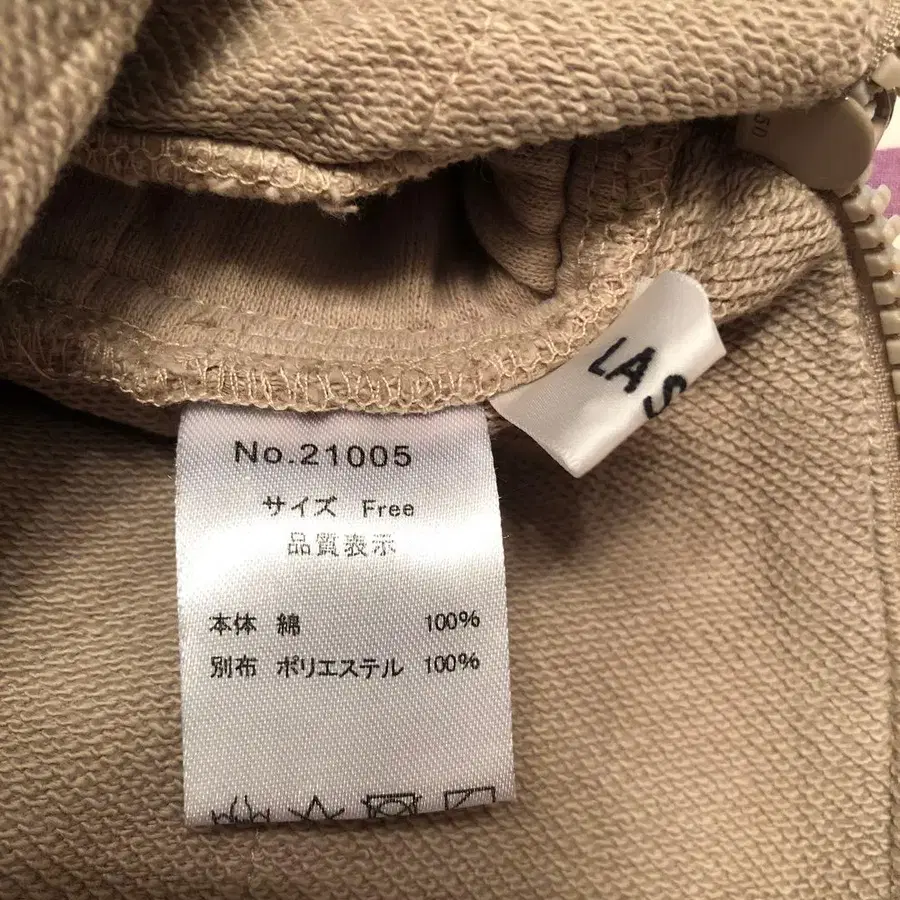 No.21005
サイズ Free
品質表示
本体 綿 100%
別布 ポリエステル 100%
LA S